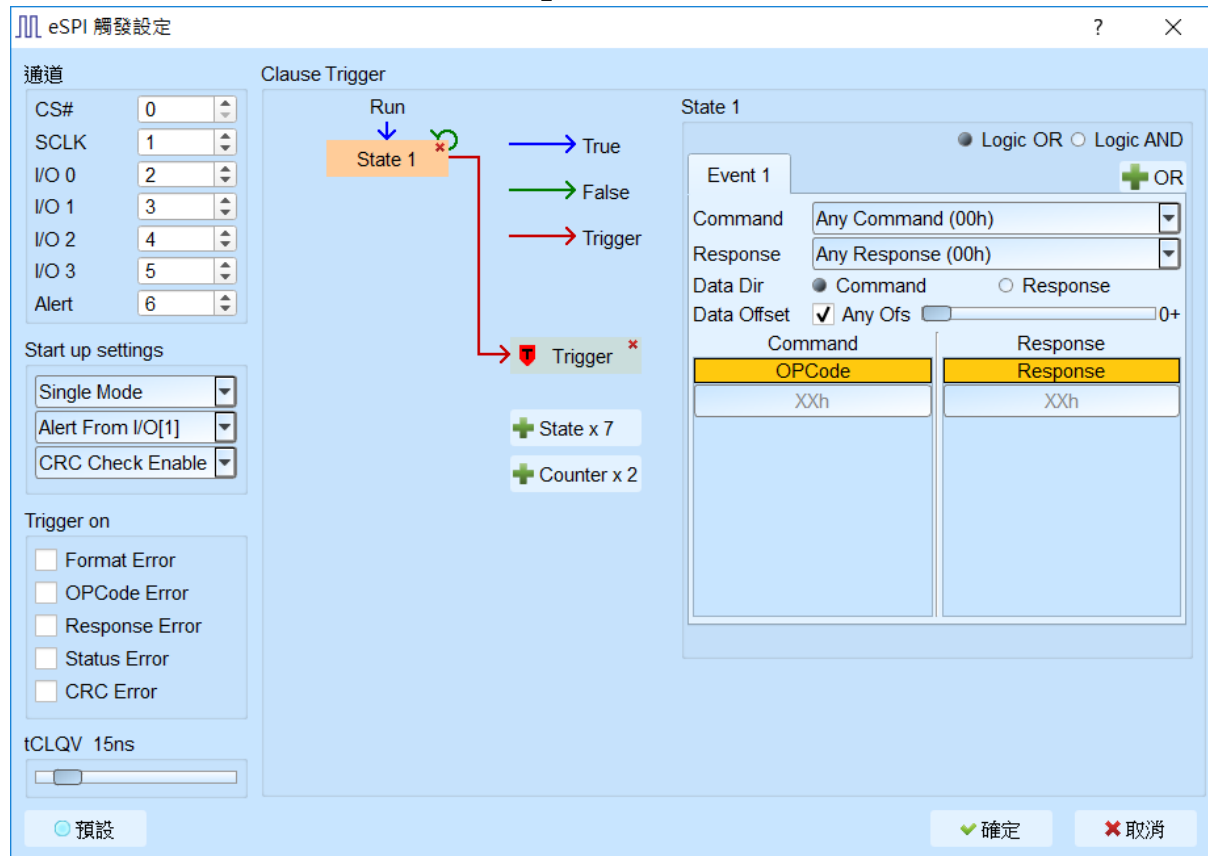 eSPI 觸發設定
?
通道
CS# 0
SCLK 1
I/O 0 2
I/O 1 3
I/O 2 4
I/O 3 5
Alert 6
Start up settings
Single Mode
Alert From I/O[1]
CRC Check Enable
Trigger on
Format Error
OPCode Error
Response Error
Status Error
CRC Error
tCLQV 15ns
預設
Clause Trigger
Run
State 1
True
False
Trigger
T Trigger
State x 7
Counter x 2
State 1
Logic OR Logic AND
Event 1
OR
Command Any Command (00h)
Response Any Response (00h)
Data Dir Command Response
Data Offset Any Ofs 0+
Command Response
OPCode Response
XXh XXh
確定 取消